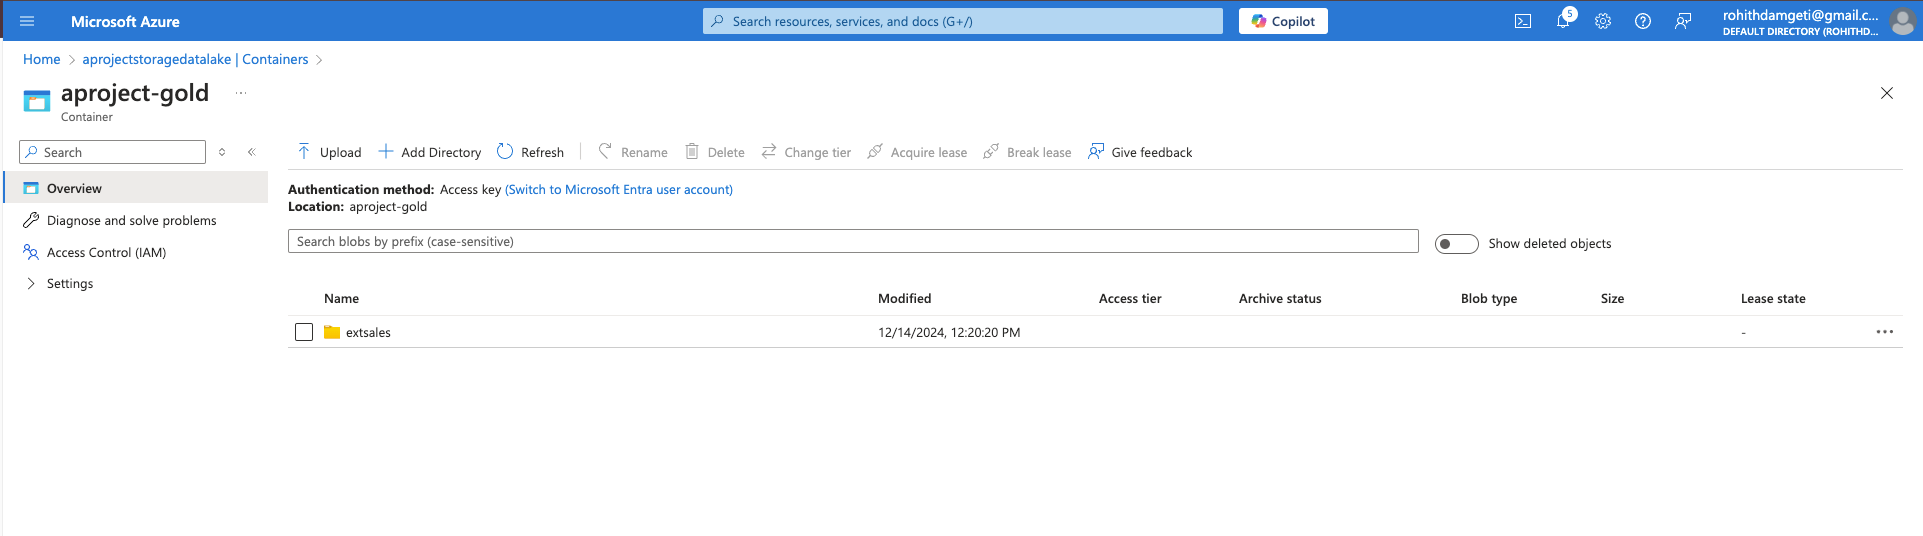 Microsoft Azure
Search resources, services, and docs (G+/)
Copilot
5
rohithdamgeti@gmail.c...
DEFAULT DIRECTORY (ROHITHD...
Home > aprojectstoragedatalake | Containers >
aproject-gold ...
Container
Search
Overview
Diagnose and solve problems
Access Control (IAM)
Settings
Upload Add Directory Refresh Rename Delete Change tier Acquire lease Break lease Give feedback
Authentication method: Access key (Switch to Microsoft Entra user account)
Location: aproject-gold
Search blobs by prefix (case-sensitive)
Show deleted objects
Name Modified Access tier Archive status Blob type Size Lease state
extsales 12/14/2024, 12:20:20 PM - ...